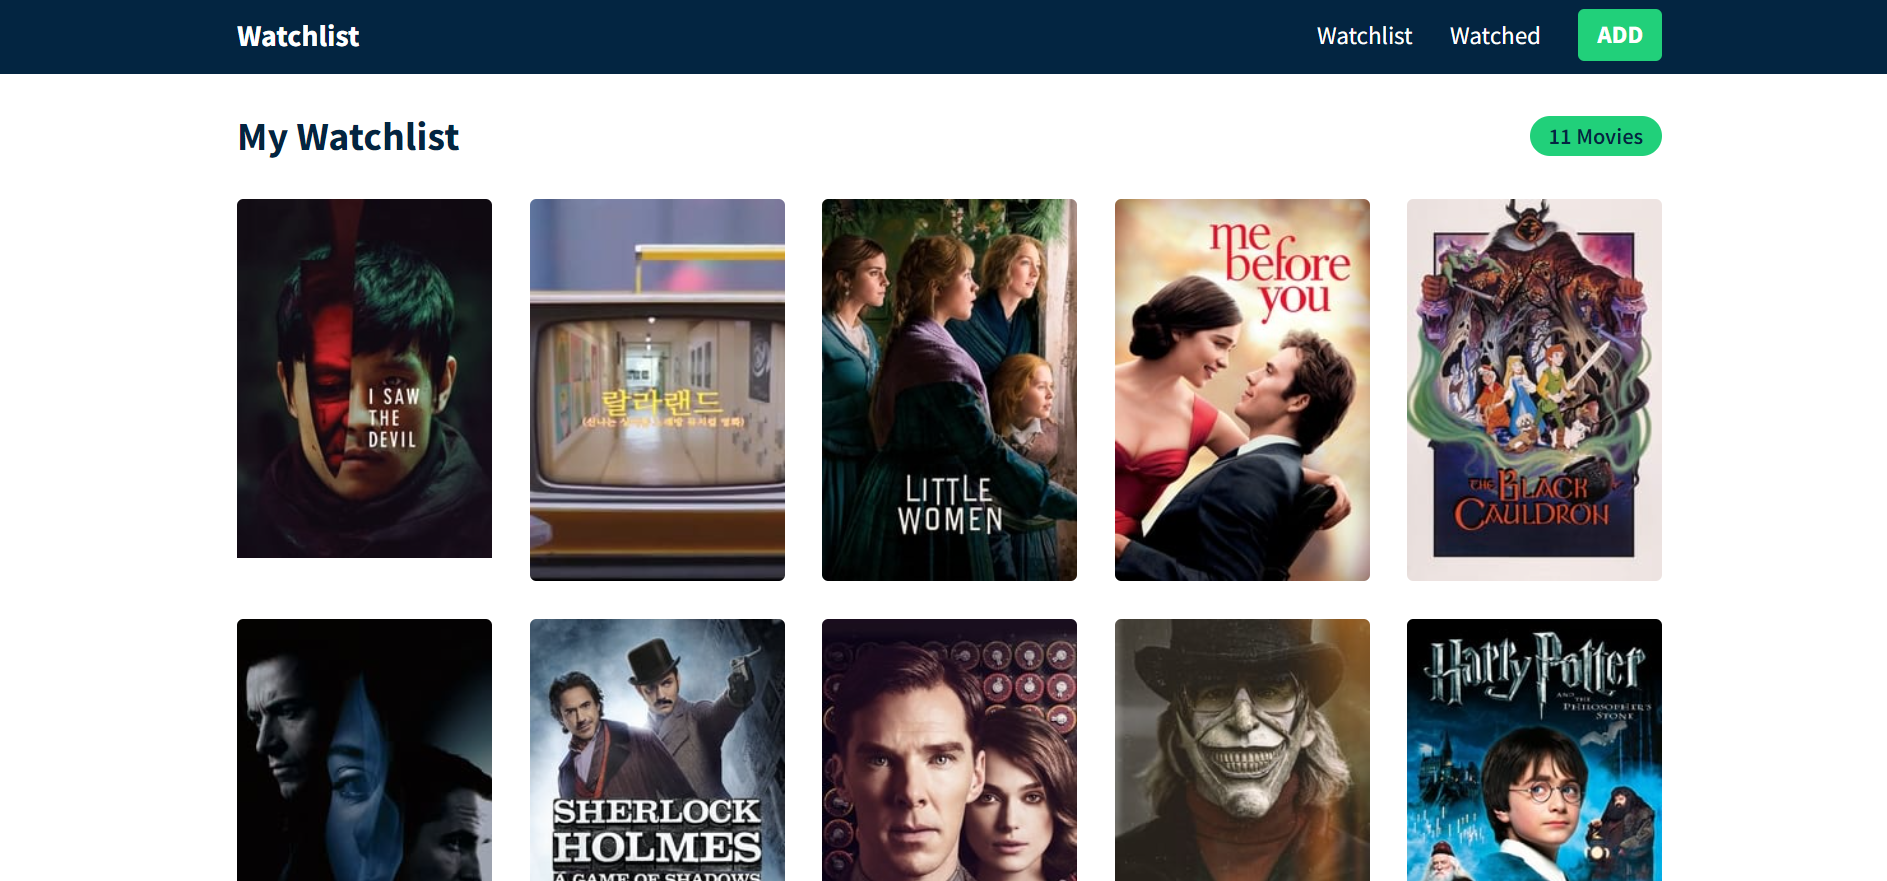 Watchlist
Watchlist
Watched
ADD
My Watchlist
11 Movies
I SAW
THE
DEVIL
랄라랜드
LITTLE
WOMEN
me
before
you
THE BLACK
CAULDRON
SHERLOCK
HOLMES
A GAME OF SHADOWS
Harry Potter
AND THE
PHILOSOPHER'S
STONE